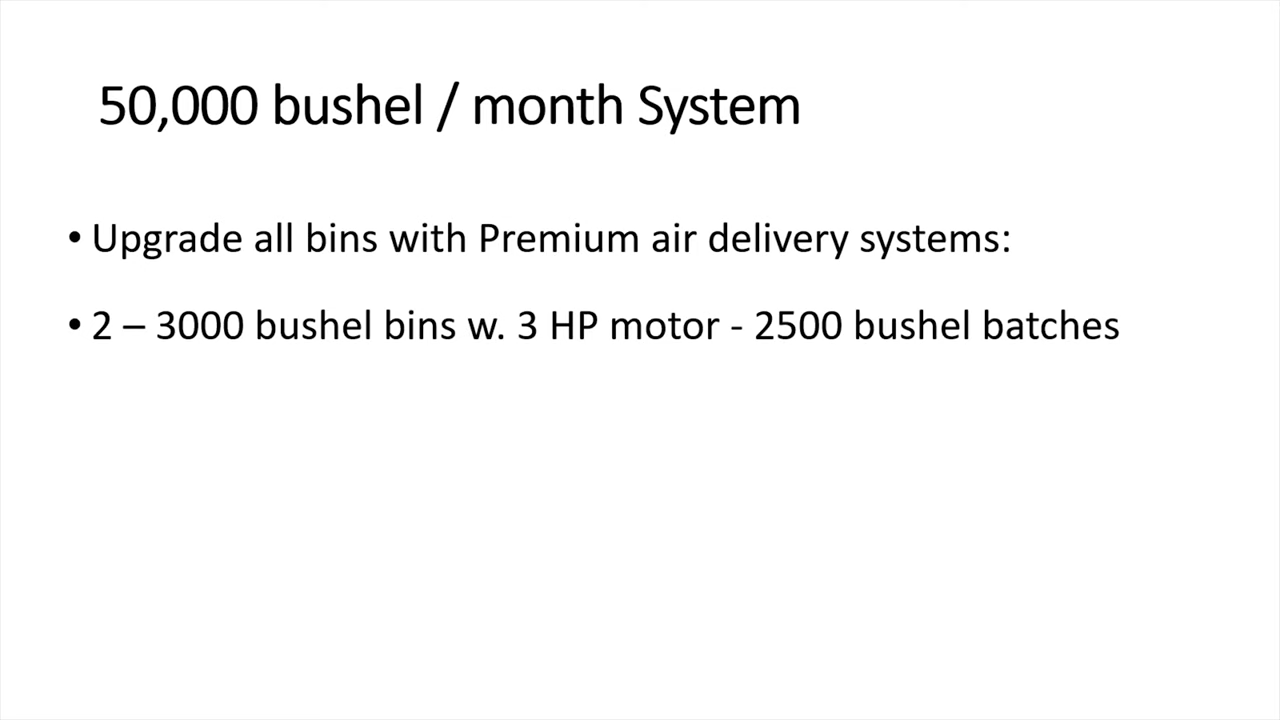 50,000 bushel / month System
• Upgrade all bins with Premium air delivery systems:
• 2 – 3000 bushel bins w. 3 HP motor - 2500 bushel batches